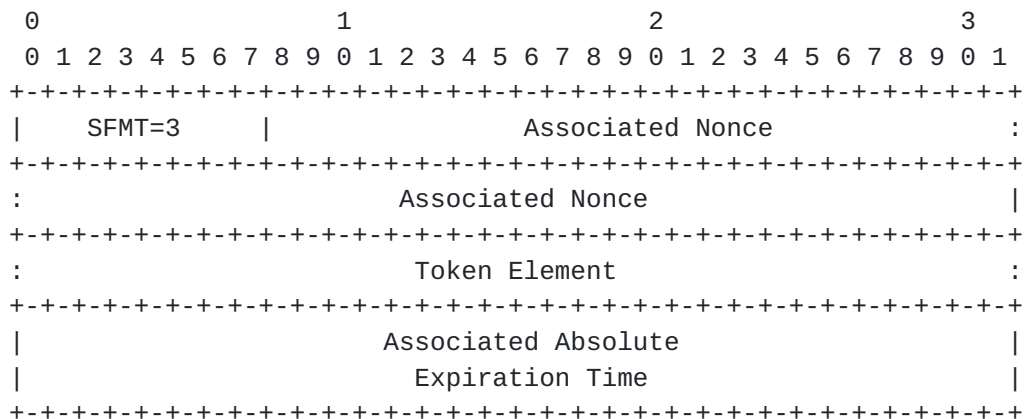 0                   1                   2                   3
 0 1 2 3 4 5 6 7 8 9 0 1 2 3 4 5 6 7 8 9 0 1 2 3 4 5 6 7 8 9 0 1
+-+-+-+-+-+-+-+-+-+-+-+-+-+-+-+-+-+-+-+-+-+-+-+-+-+-+-+-+-+-+-+-+
|    SFMT=3     |                Associated Nonce               :
+-+-+-+-+-+-+-+-+-+-+-+-+-+-+-+-+-+-+-+-+-+-+-+-+-+-+-+-+-+-+-+-+
:                        Associated Nonce                       |
+-+-+-+-+-+-+-+-+-+-+-+-+-+-+-+-+-+-+-+-+-+-+-+-+-+-+-+-+-+-+-+-+
:                         Token Element                         :
+-+-+-+-+-+-+-+-+-+-+-+-+-+-+-+-+-+-+-+-+-+-+-+-+-+-+-+-+-+-+-+-+
|                       Associated Absolute                     |
|                         Expiration Time                       |
+-+-+-+-+-+-+-+-+-+-+-+-+-+-+-+-+-+-+-+-+-+-+-+-+-+-+-+-+-+-+-+-+